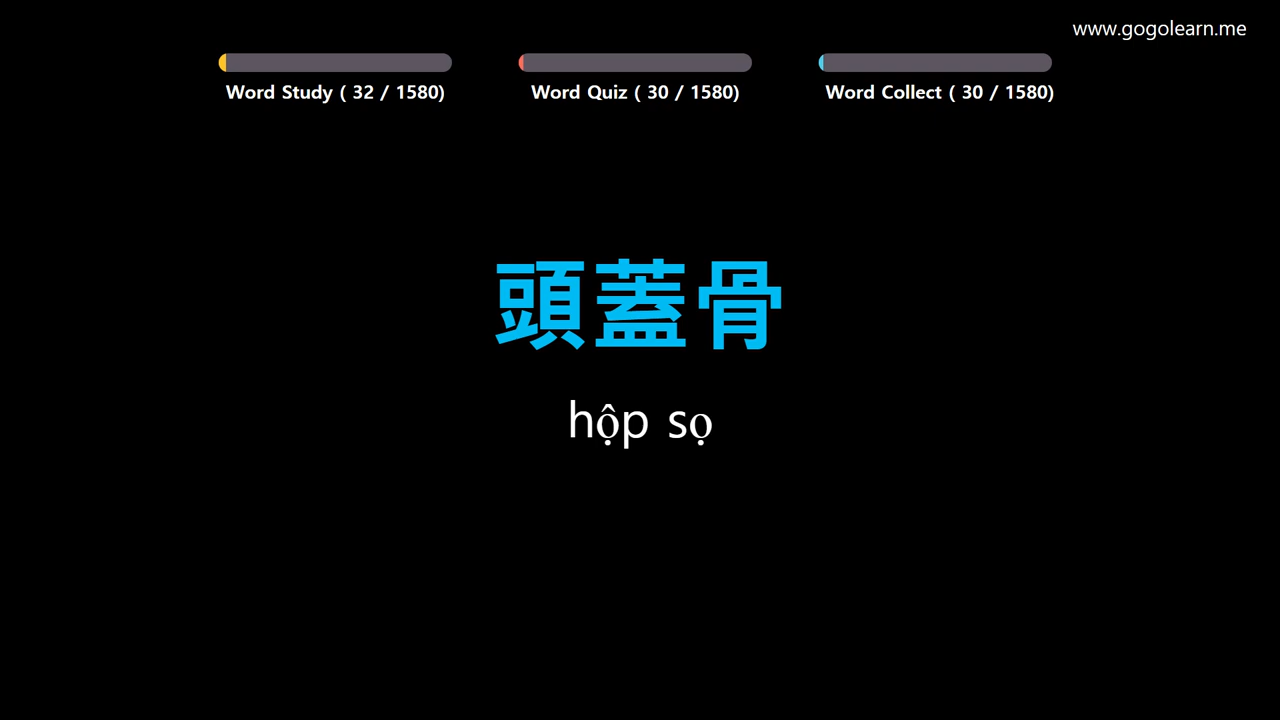 www.gogolearn.me
Word Study ( 32 / 1580)
Word Quiz ( 30 / 1580)
Word Collect ( 30 / 1580)
頭蓋骨
hộp sọ